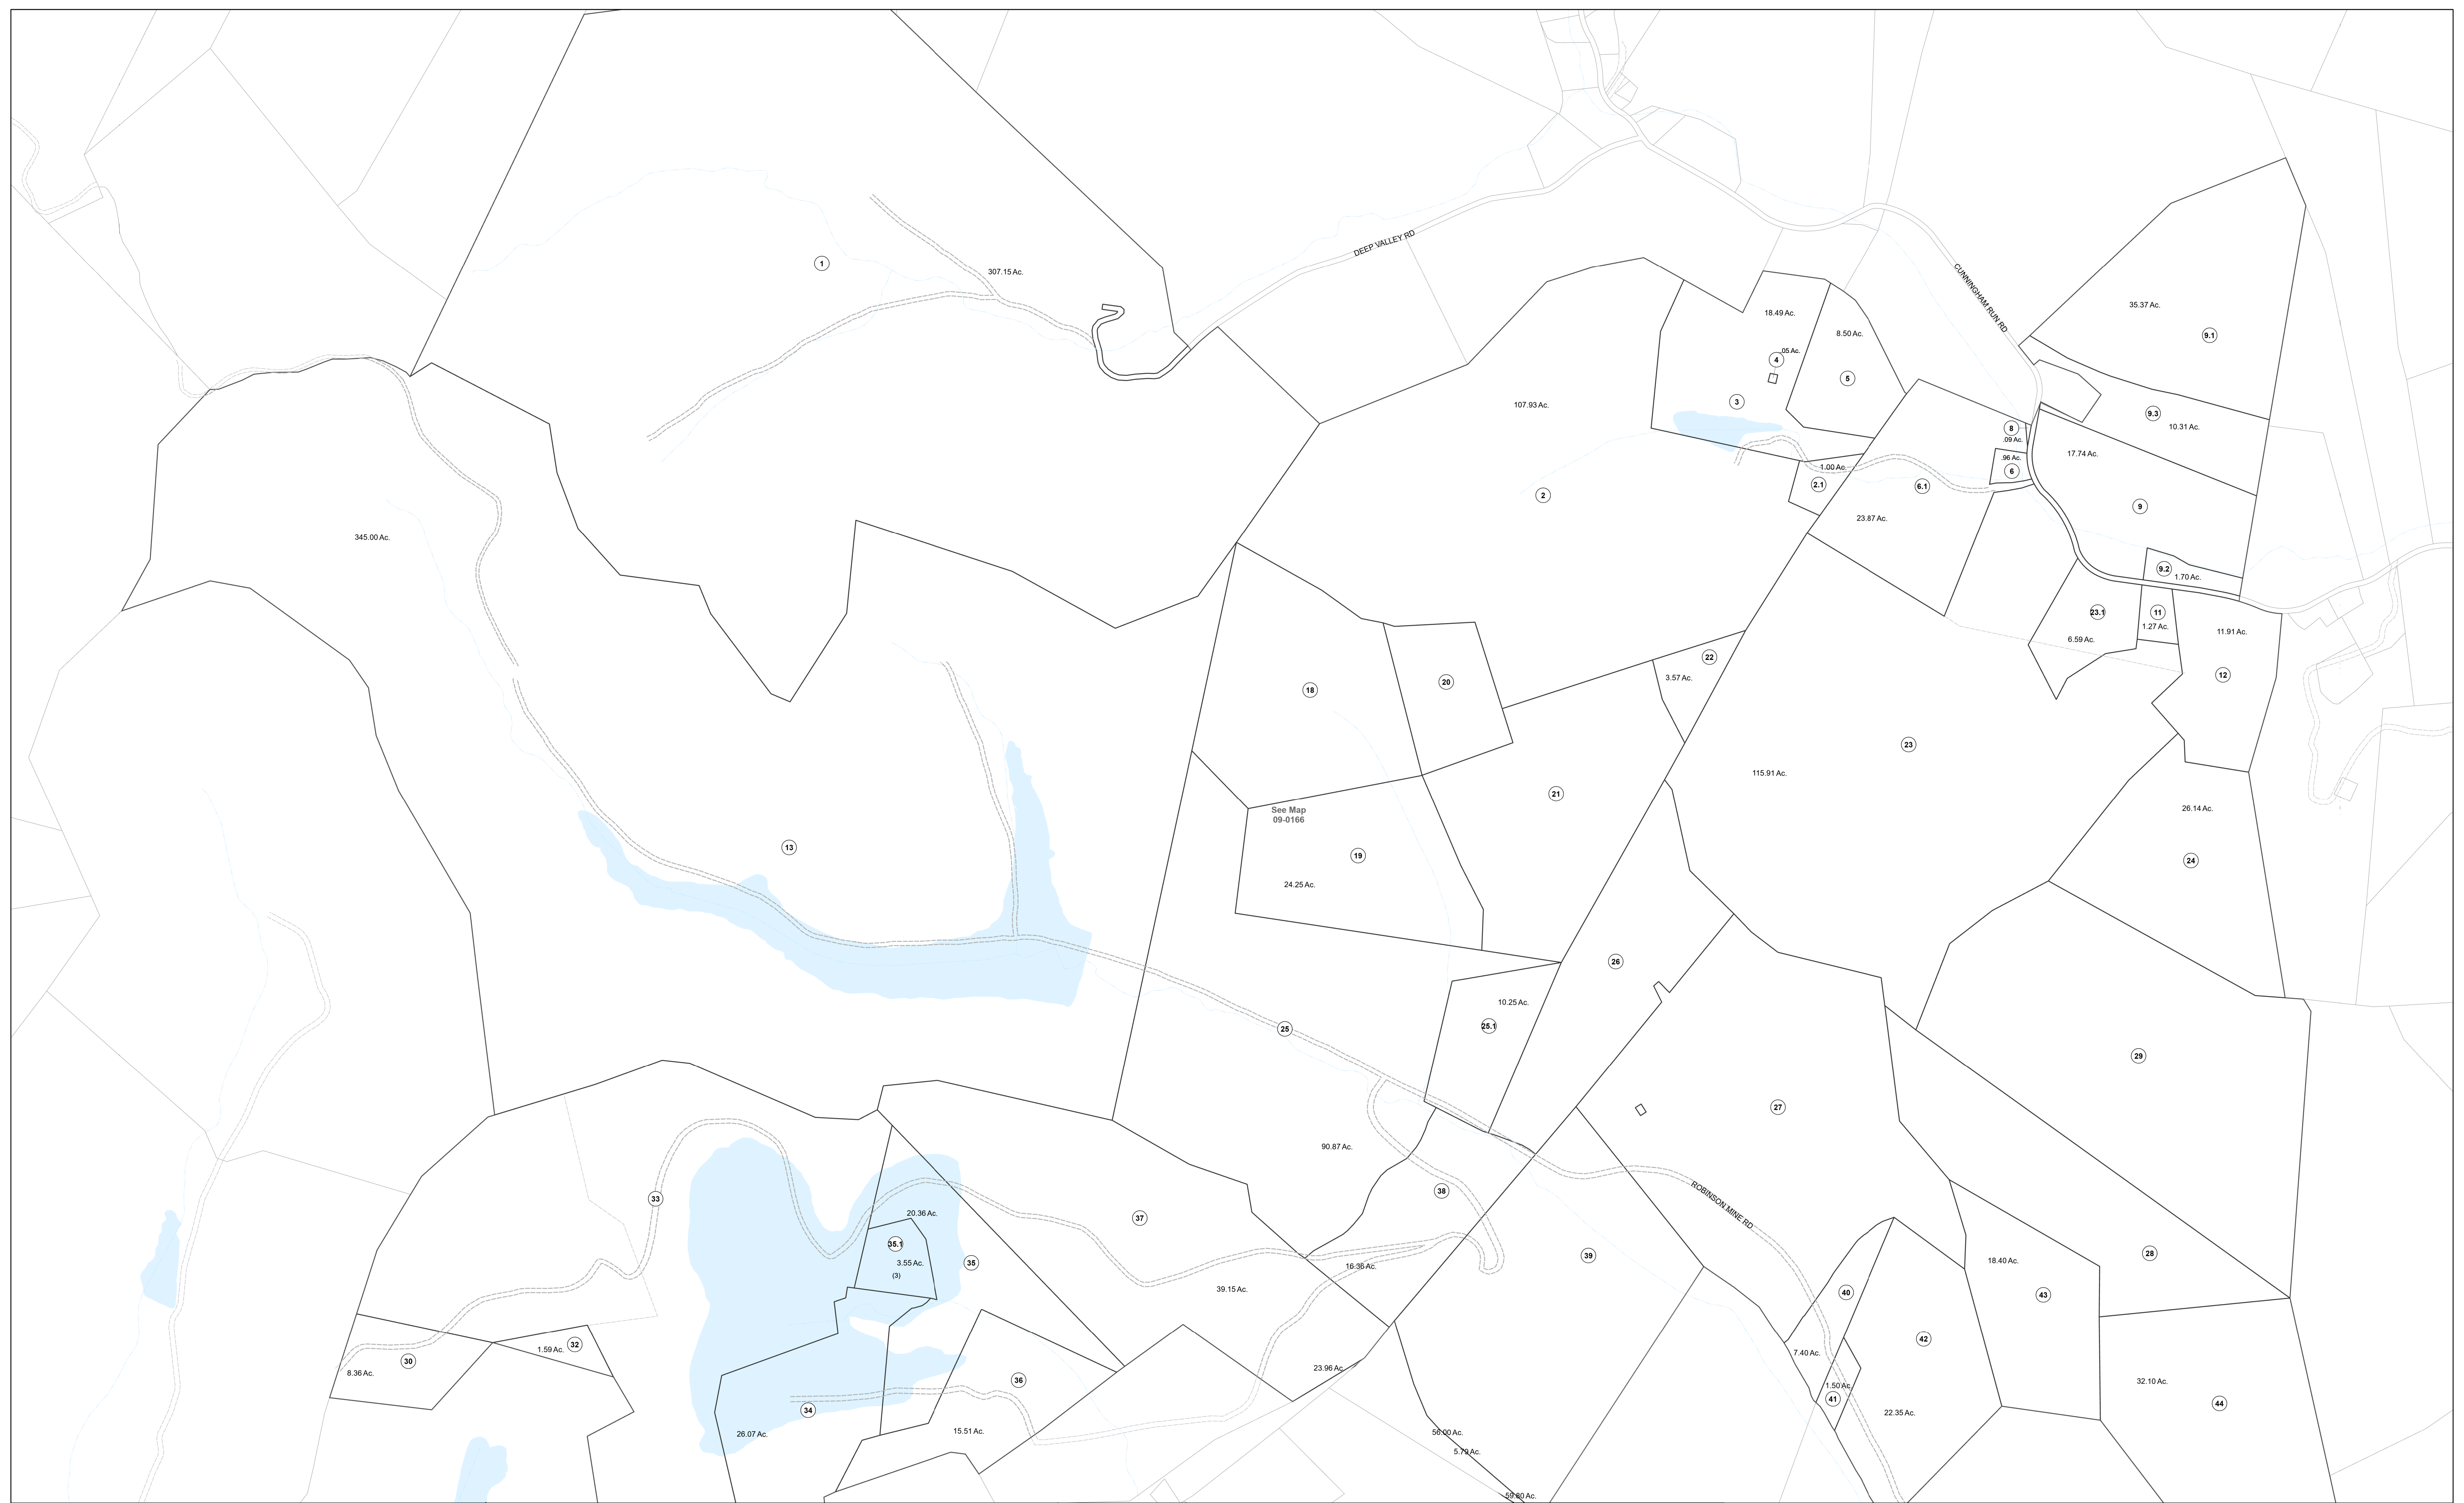 DEEP VALLEY RD
CUNNINGHAM RUN RD
1
307.15 Ac.
35.37 Ac.
9.1
18.49 Ac.
8.50 Ac.
.05 Ac.
4
5
3
107.93 Ac.
9.3
10.31 Ac.
8
.09 Ac.
17.74 Ac.
.96 Ac.
6
1.00 Ac.
2.1
6.1
2
9
23.87 Ac.
345.00 Ac.
9.2
1.70 Ac.
23.1
11
1.27 Ac.
6.59 Ac.
11.91 Ac.
12
22
3.57 Ac.
20
18
23
115.91 Ac.
21
See Map
09-0166
26.14 Ac.
13
19
24
24.25 Ac.
26
10.25 Ac.
25.1
25
29
27
90.87 Ac.
38
33
ROBINSON MINE RD
20.36 Ac.
37
35.1
3.55 Ac.
(3)
35
39
28
18.40 Ac.
16.36 Ac.
39.15 Ac.
40
43
42
32
1.59 Ac.
30
8.36 Ac.
7.40 Ac.
23.96 Ac.
36
1.50 Ac.
41
32.10 Ac.
44
34
22.35 Ac.
26.07 Ac.
15.51 Ac.
56.00 Ac.
5.79 Ac.
59.80 Ac.